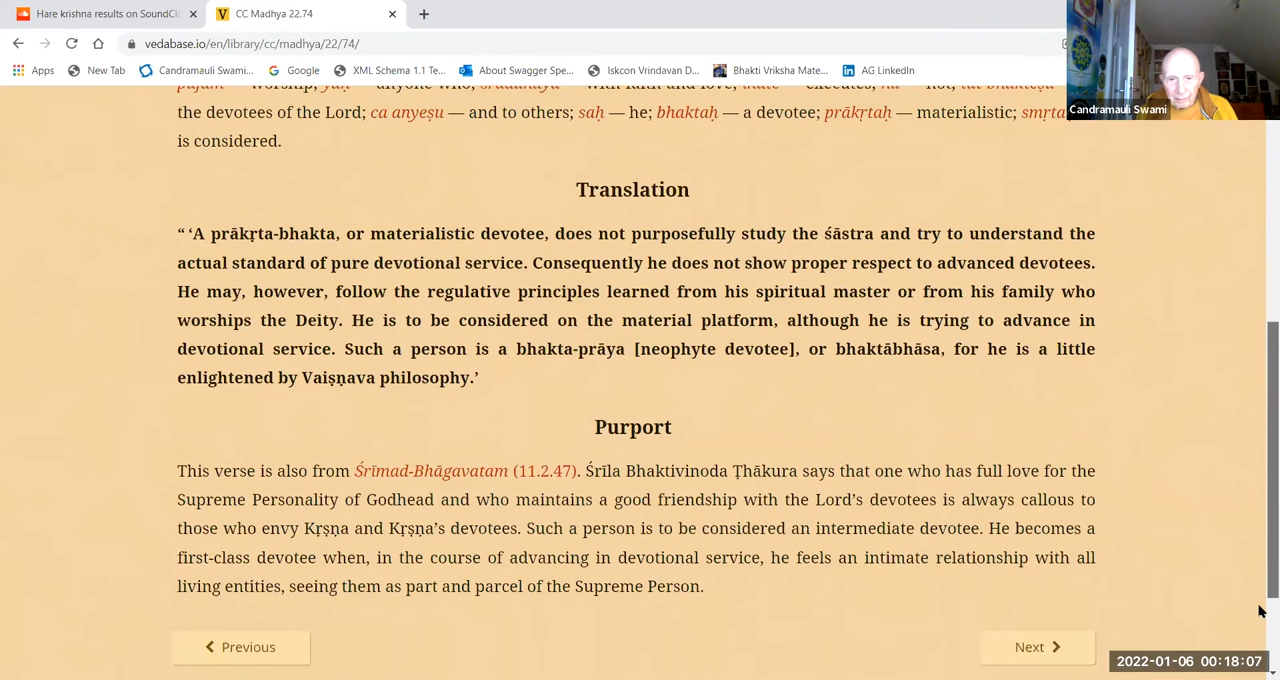 Hare krishna results on SoundClo
CC Madhya 22.74
vedabase.io/en/library/cc/madhya/22/74/
Apps New Tab Candramauli Swami... Google XML Schema 1.1 Te... About Swagger Spe... Iskcon Vrindavan D... Bhakti Vriksha Mate... AG LinkedIn
Candramauli Swami
the devotees of the Lord; ca anyeṣu — and to others; saḥ — he; bhaktaḥ — a devotee; prākṛtaḥ — materialistic; smṛta
is considered.
Translation
“ ‘A prākṛta-bhakta, or materialistic devotee, does not purposefully study the śāstra and try to understand the
actual standard of pure devotional service. Consequently he does not show proper respect to advanced devotees.
He may, however, follow the regulative principles learned from his spiritual master or from his family who
worships the Deity. He is to be considered on the material platform, although he is trying to advance in
devotional service. Such a person is a bhakta-prāya [neophyte devotee], or bhaktābhāsa, for he is a little
enlightened by Vaiṣṇava philosophy.’
Purport
This verse is also from Śrīmad-Bhāgavatam (11.2.47). Śrīla Bhaktivinoda Ṭhākura says that one who has full love for the
Supreme Personality of Godhead and who maintains a good friendship with the Lord’s devotees is always callous to
those who envy Kṛṣṇa and Kṛṣṇa’s devotees. Such a person is to be considered an intermediate devotee. He becomes a
first-class devotee when, in the course of advancing in devotional service, he feels an intimate relationship with all
living entities, seeing them as part and parcel of the Supreme Person.
Previous
Next
2022-01-06 00:18:07